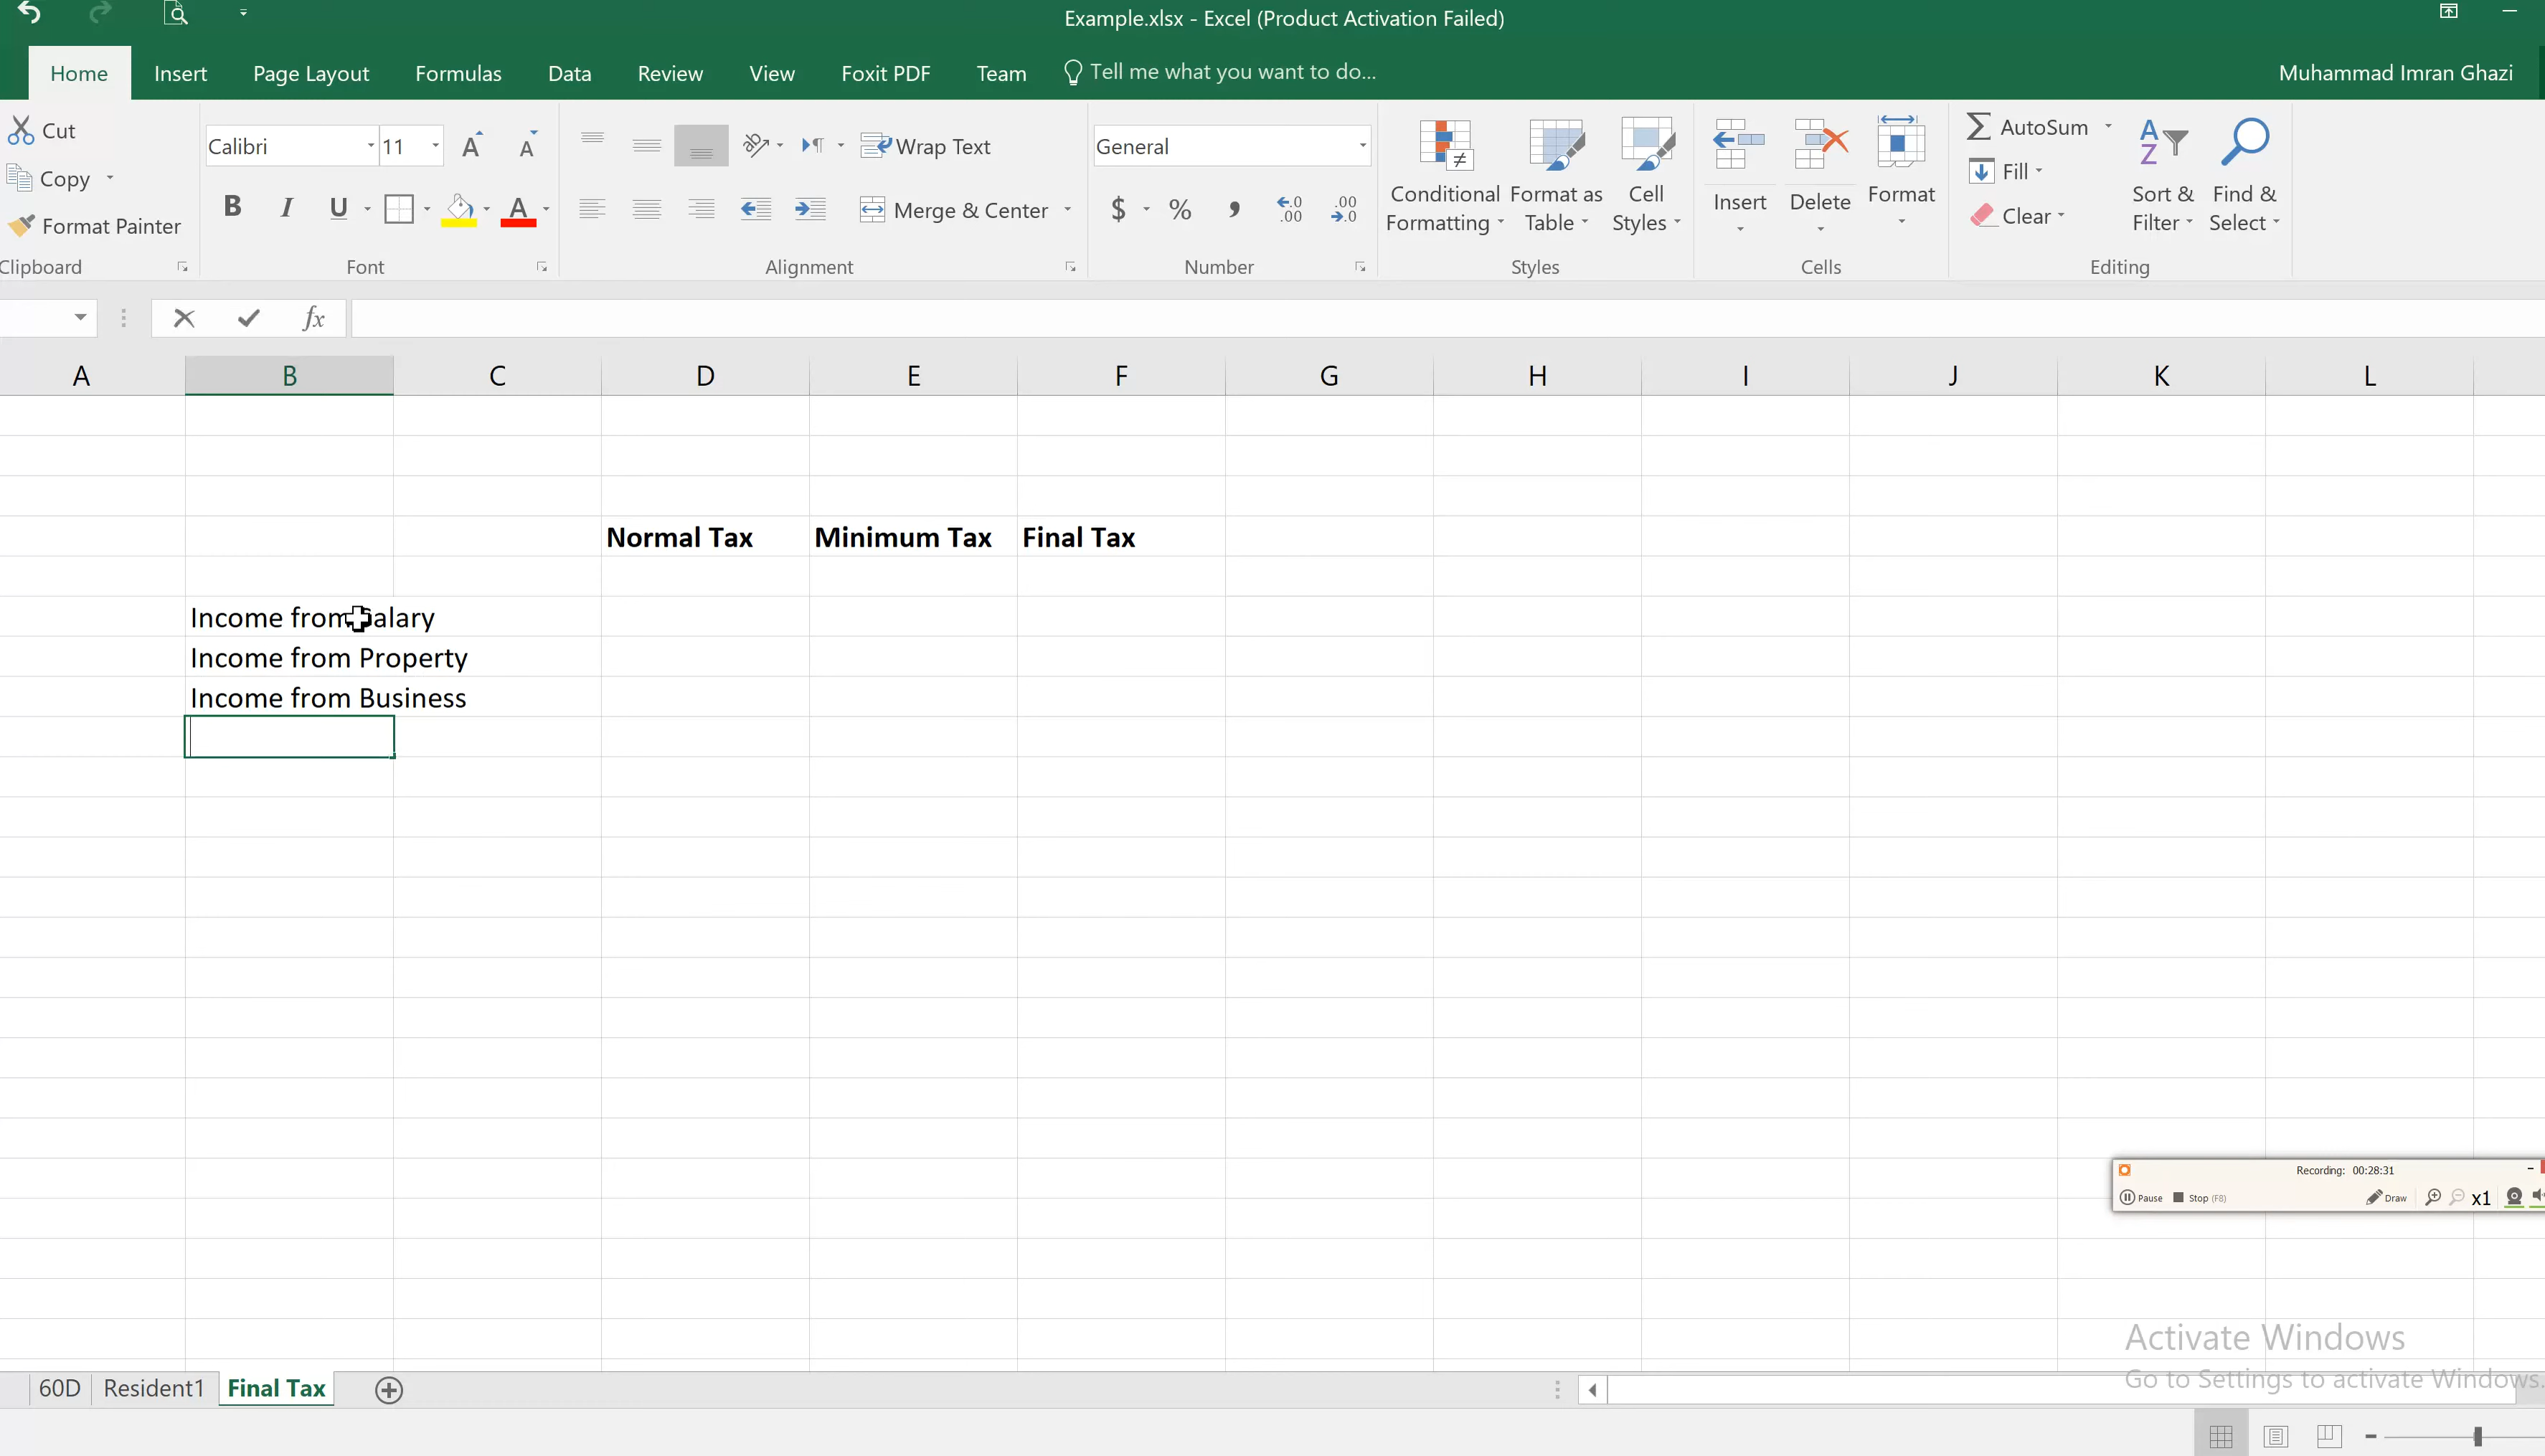 Example.xlsx - Excel (Product Activation Failed)
Home Insert Page Layout Formulas Data Review View Foxit PDF Team Tell me what you want to do... Muhammad Imran Ghazi
Cut
Copy
Format Painter
Clipboard
Calibri 11
B I U A
Font
Wrap Text
Merge & Center
Alignment
General
$ % , .0 .00 .00 .0
Number
Conditional Formatting
Format as Table
Cell Styles
Styles
Insert
Delete
Format
Cells
AutoSum
Fill
Clear
Sort & Filter
Find & Select
Editing
fx
A B C D E F G H I J K L
Normal Tax Minimum Tax Final Tax
Income from Salary
Income from Property
Income from Business
Recording: 00:28:31
Pause Stop (F8) Draw x1
Activate Windows
Go to Settings to activate Windows.
60D Resident1 Final Tax